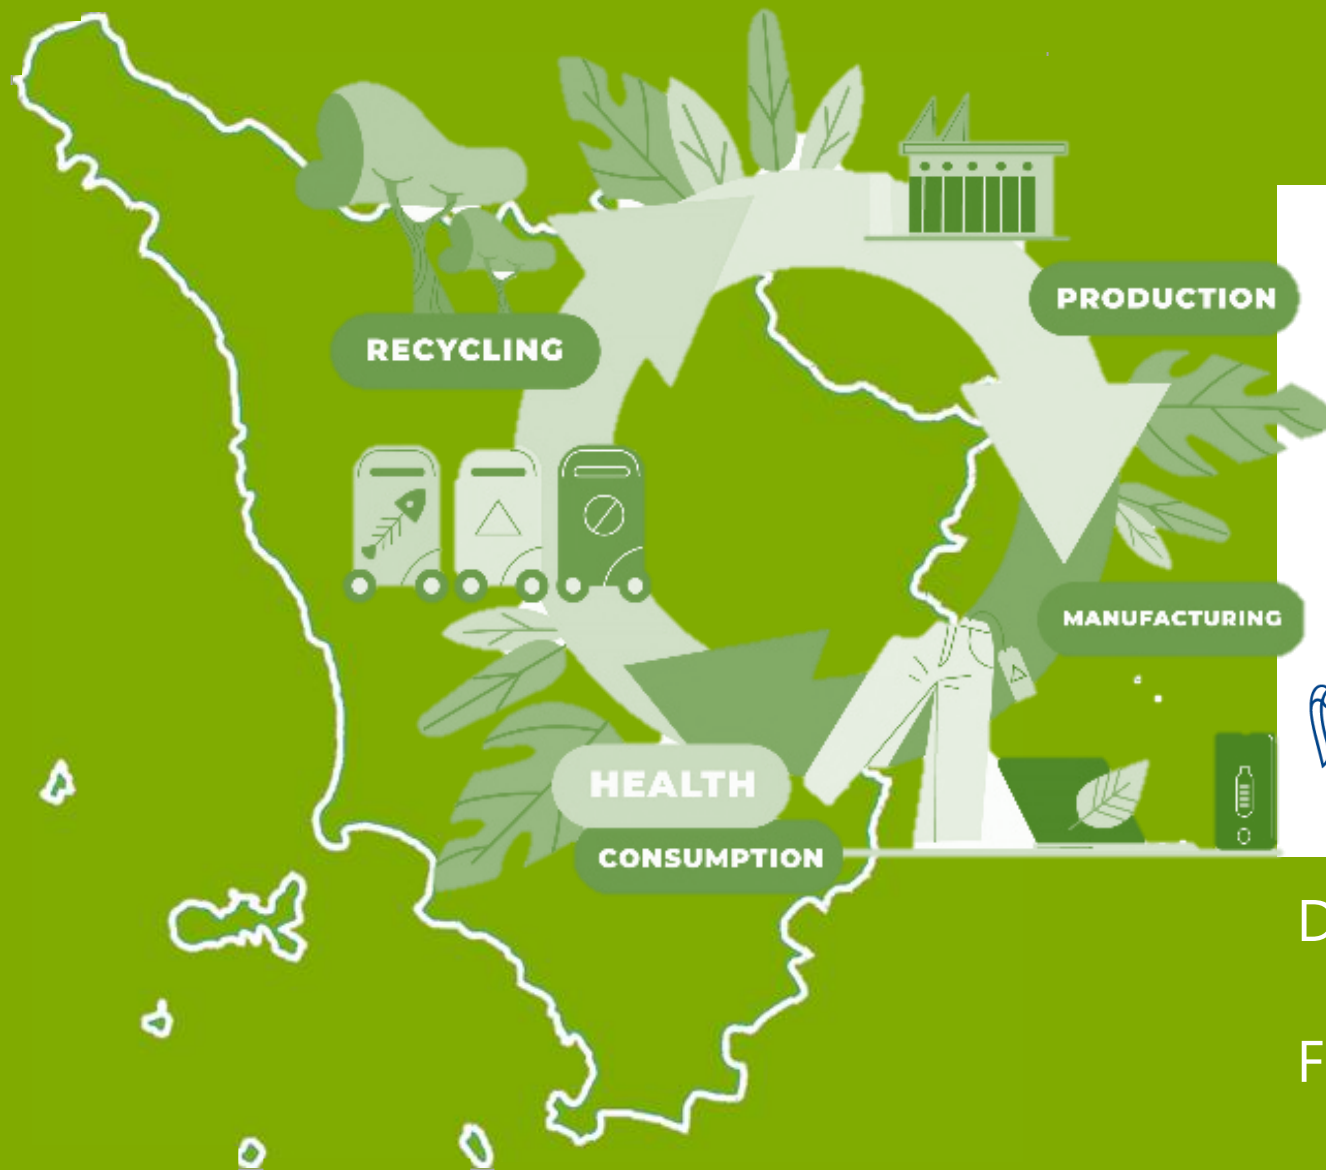 PRODUCTION
RECYCLING
MANUFACTURING
HEALTH
CONSUMPTION
D
F